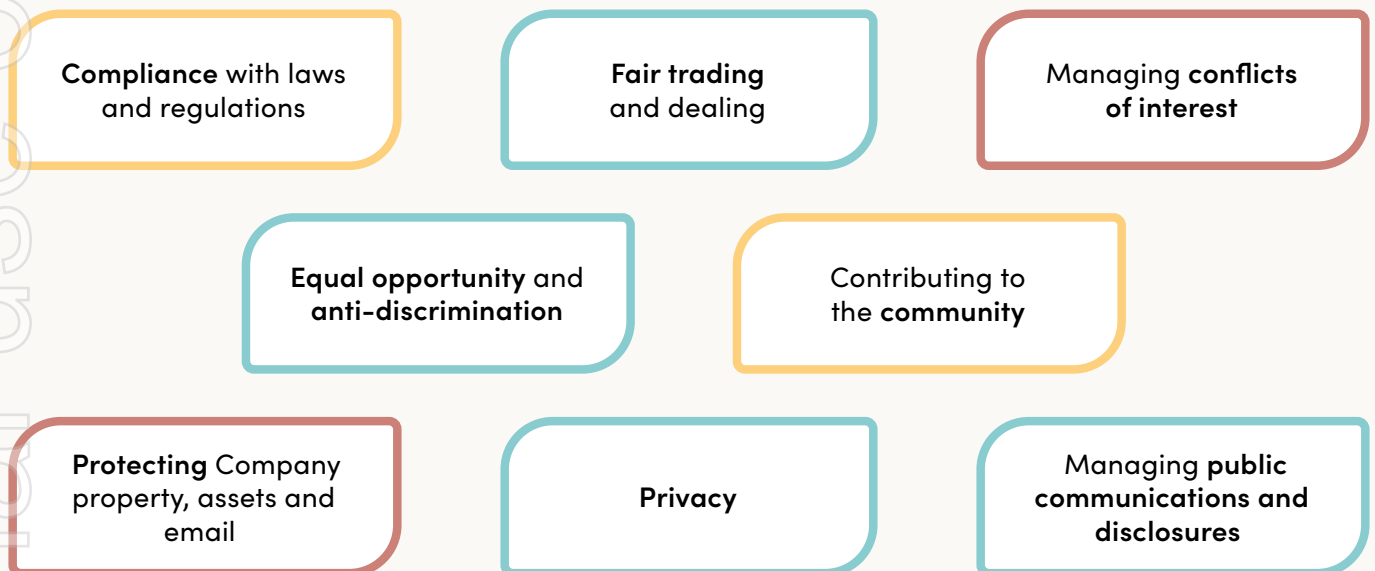 Compliance with laws
and regulations
Fair trading
and dealing
Managing conflicts
of interest
Equal opportunity and
anti-discrimination
Contributing to
the community
Protecting Company
property, assets and
email
Privacy
Managing public
communications and
disclosures